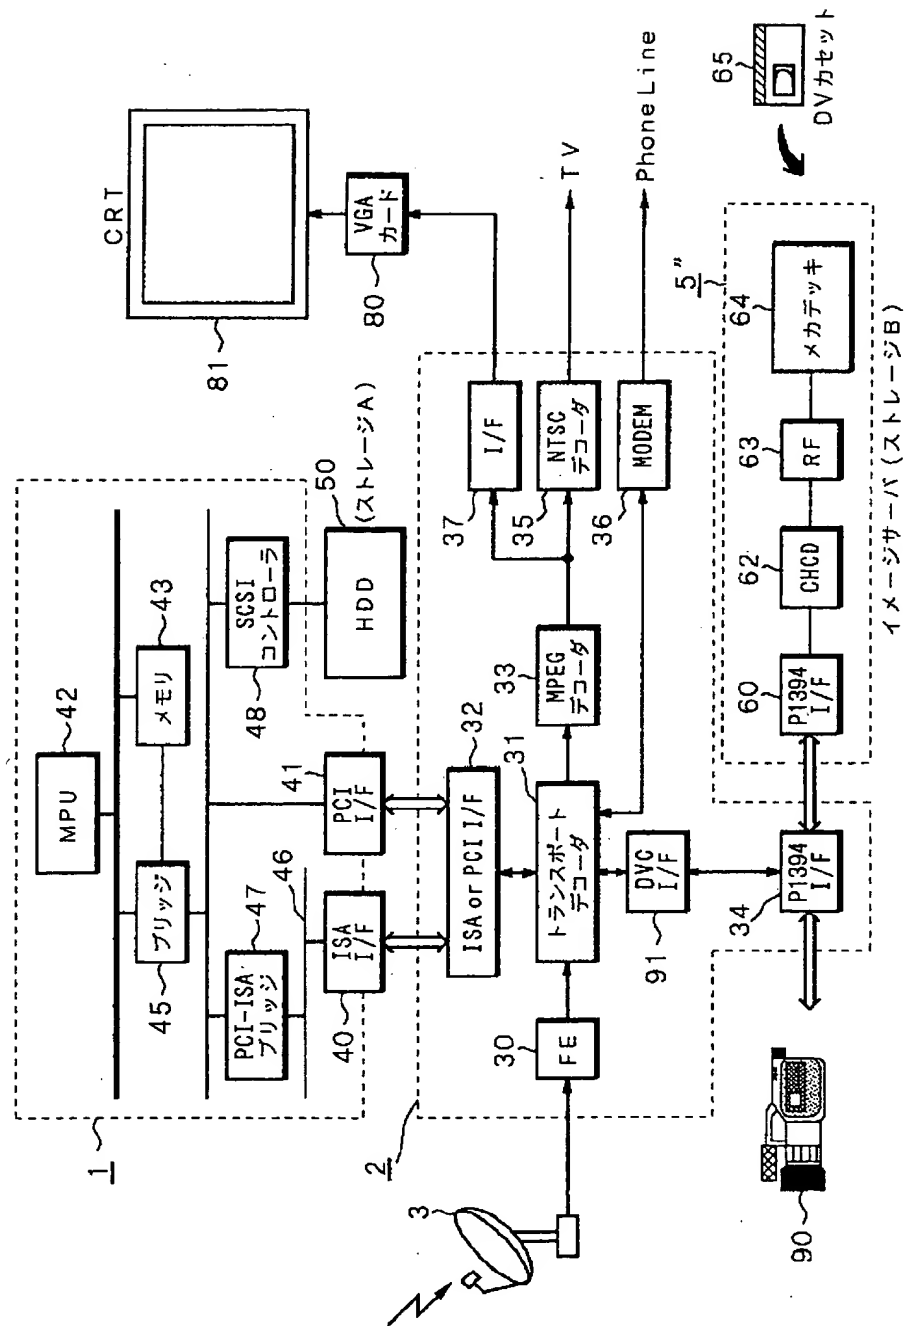 1
MPU
42
45
ブリッジ
メモリ
43
47
PCI-ISA
ブリッジ
46
SCSI
コントローラ
48
50
HDD
(ストレージA)
40
ISA
I/F
41
PCI
I/F
CRT
81
VGA
カード
80
2
32
ISA or PCI I/F
3
30
FE
31
トランスポート
デコーダ
33
MPEG
デコーダ
37
I/F
35
NTSC
デコーダ
TV
36
MODEM
Phone Line
91
DVC
I/F
34
P1394
I/F
90
5"
60
P1394
I/F
62
CHCD
63
RF
64
メカデッキ
イメージサーバ(ストレージB)
65
DVカセット